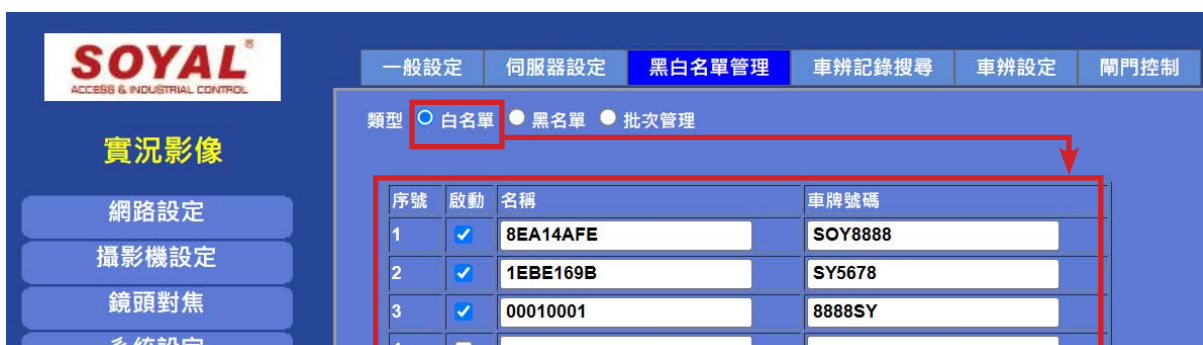 SOYAL®
ACCESS & INDUSTRIAL CONTROL
實況影像
網路設定
攝影機設定
鏡頭對焦
系統設定
一般設定 伺服器設定 黑白名單管理 車辨記錄搜尋 車辨設定 閘門控制
類型 白名單 黑名單 批次管理
序號 啟動 名稱 車牌號碼
1 8EA14AFE SOY8888
2 1EBE169B SY5678
3 00010001 8888SY